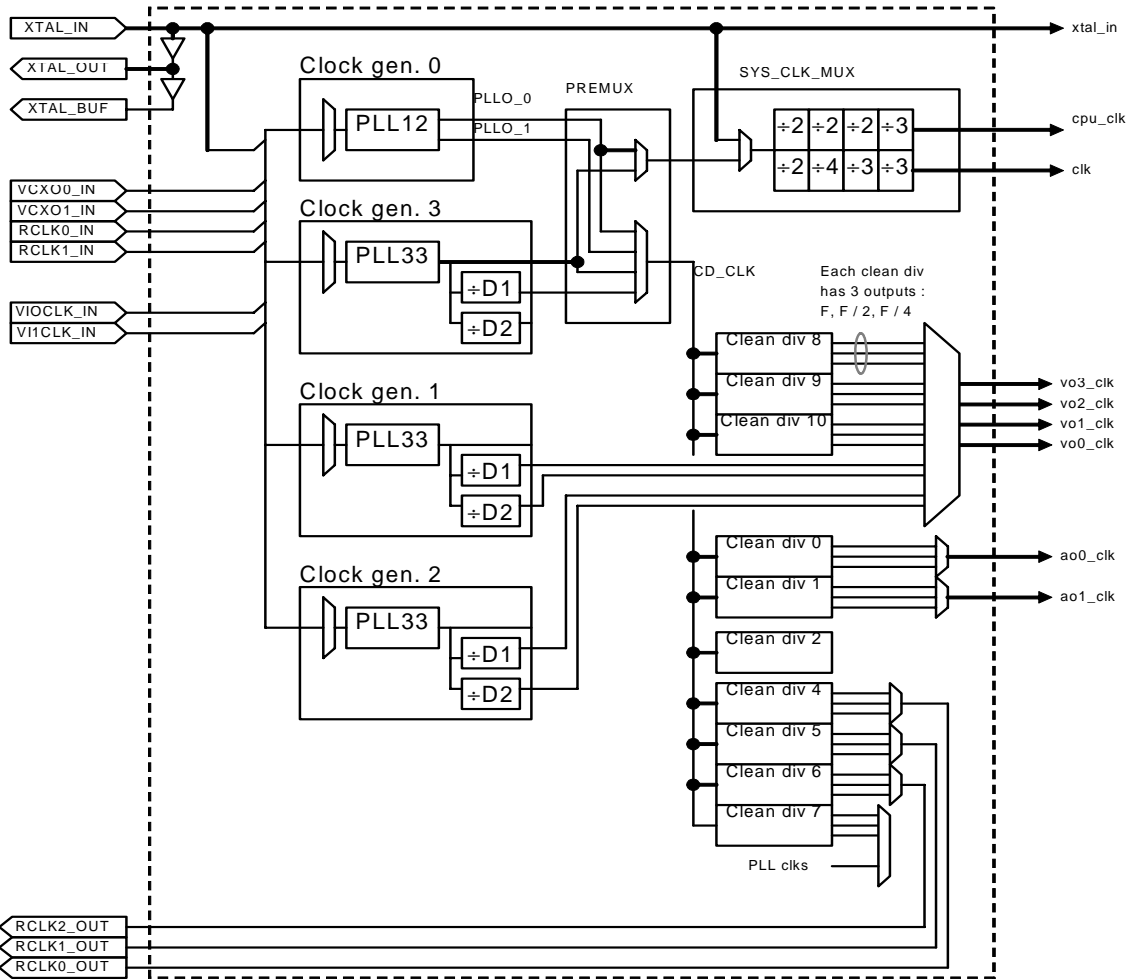 XTAL_IN
xtal_in
XTAL_OUT
XTAL_BUF
Clock gen. 0
PLLO_0
PLLO_1
PLL12
PREMUX
SYS_CLK_MUX
÷2 ÷2 ÷2 ÷3
÷2 ÷4 ÷3 ÷3
cpu_clk
clk
VCXO0_IN
VCXO1_IN
RCLK0_IN
RCLK1_IN
VIOCLK_IN
VI1CLK_IN
Clock gen. 3
PLL33
÷D1
÷D2
CD_CLK
Each clean div
has 3 outputs :
F, F / 2, F / 4
Clean div 8
Clean div 9
Clean div 10
vo3_clk
vo2_clk
vo1_clk
vo0_clk
Clock gen. 1
PLL33
÷D1
÷D2
Clock gen. 2
PLL33
÷D1
÷D2
Clean div 0
Clean div 1
ao0_clk
ao1_clk
Clean div 2
Clean div 4
Clean div 5
Clean div 6
Clean div 7
PLL clks
RCLK2_OUT
RCLK1_OUT
RCLK0_OUT